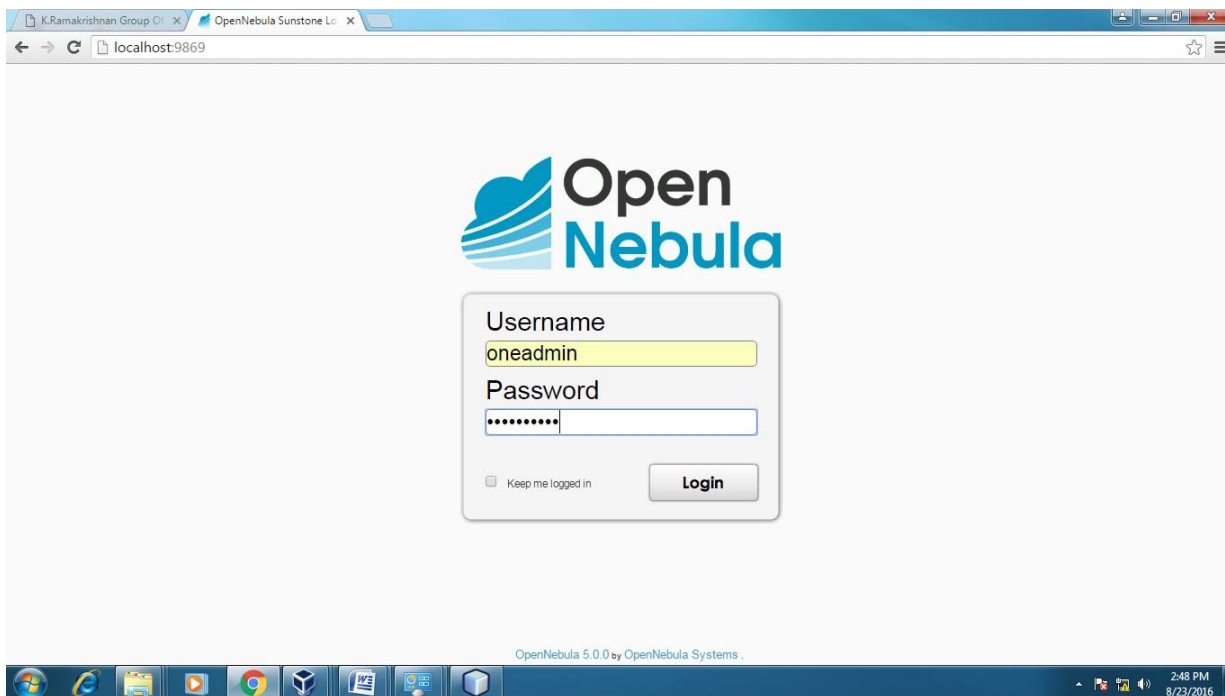 K.Ramakrishnan Group Of
OpenNebula Sunstone Lo
localhost:9869
Open
Nebula
Username
oneadmin
Password
••••••••••
Keep me logged in
Login
OpenNebula 5.0.0 by OpenNebula Systems .
2:48 PM
8/23/2016